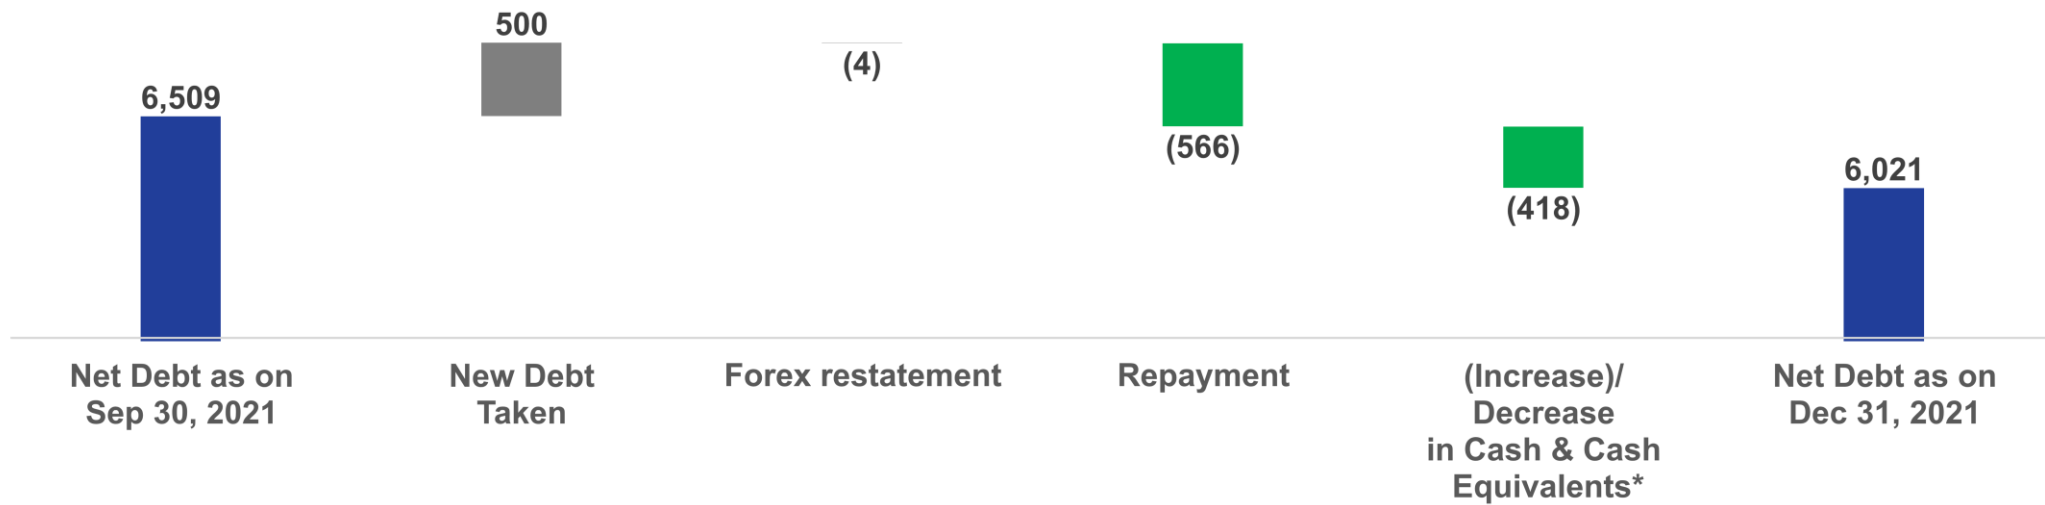 500
(4)
6,509
(566)
6,021
(418)
Net Debt as on
Sep 30, 2021
New Debt
Taken
Forex restatement
Repayment
(Increase)/
Decrease
in Cash & Cash
Equivalents*
Net Debt as on
Dec 31, 2021